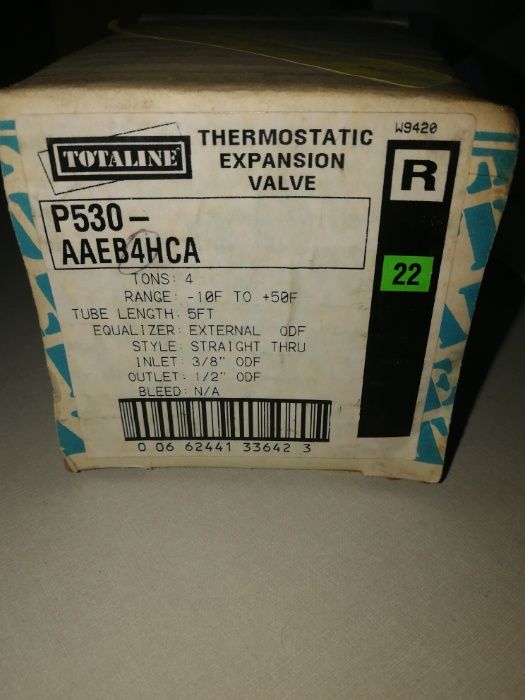 W9420
TOTALINE
THERMOSTATIC
EXPANSION
VALVE
R
22
P530-
AAEB4HCA
TONS: 4
RANGE: -10F TO +50F
TUBE LENGTH: 5FT
EQUALIZER: EXTERNAL ODF
STYLE: STRAIGHT THRU
INLET: 3/8" ODF
OUTLET: 1/2" ODF
BLEED: N/A
0 06 62441 33642 3